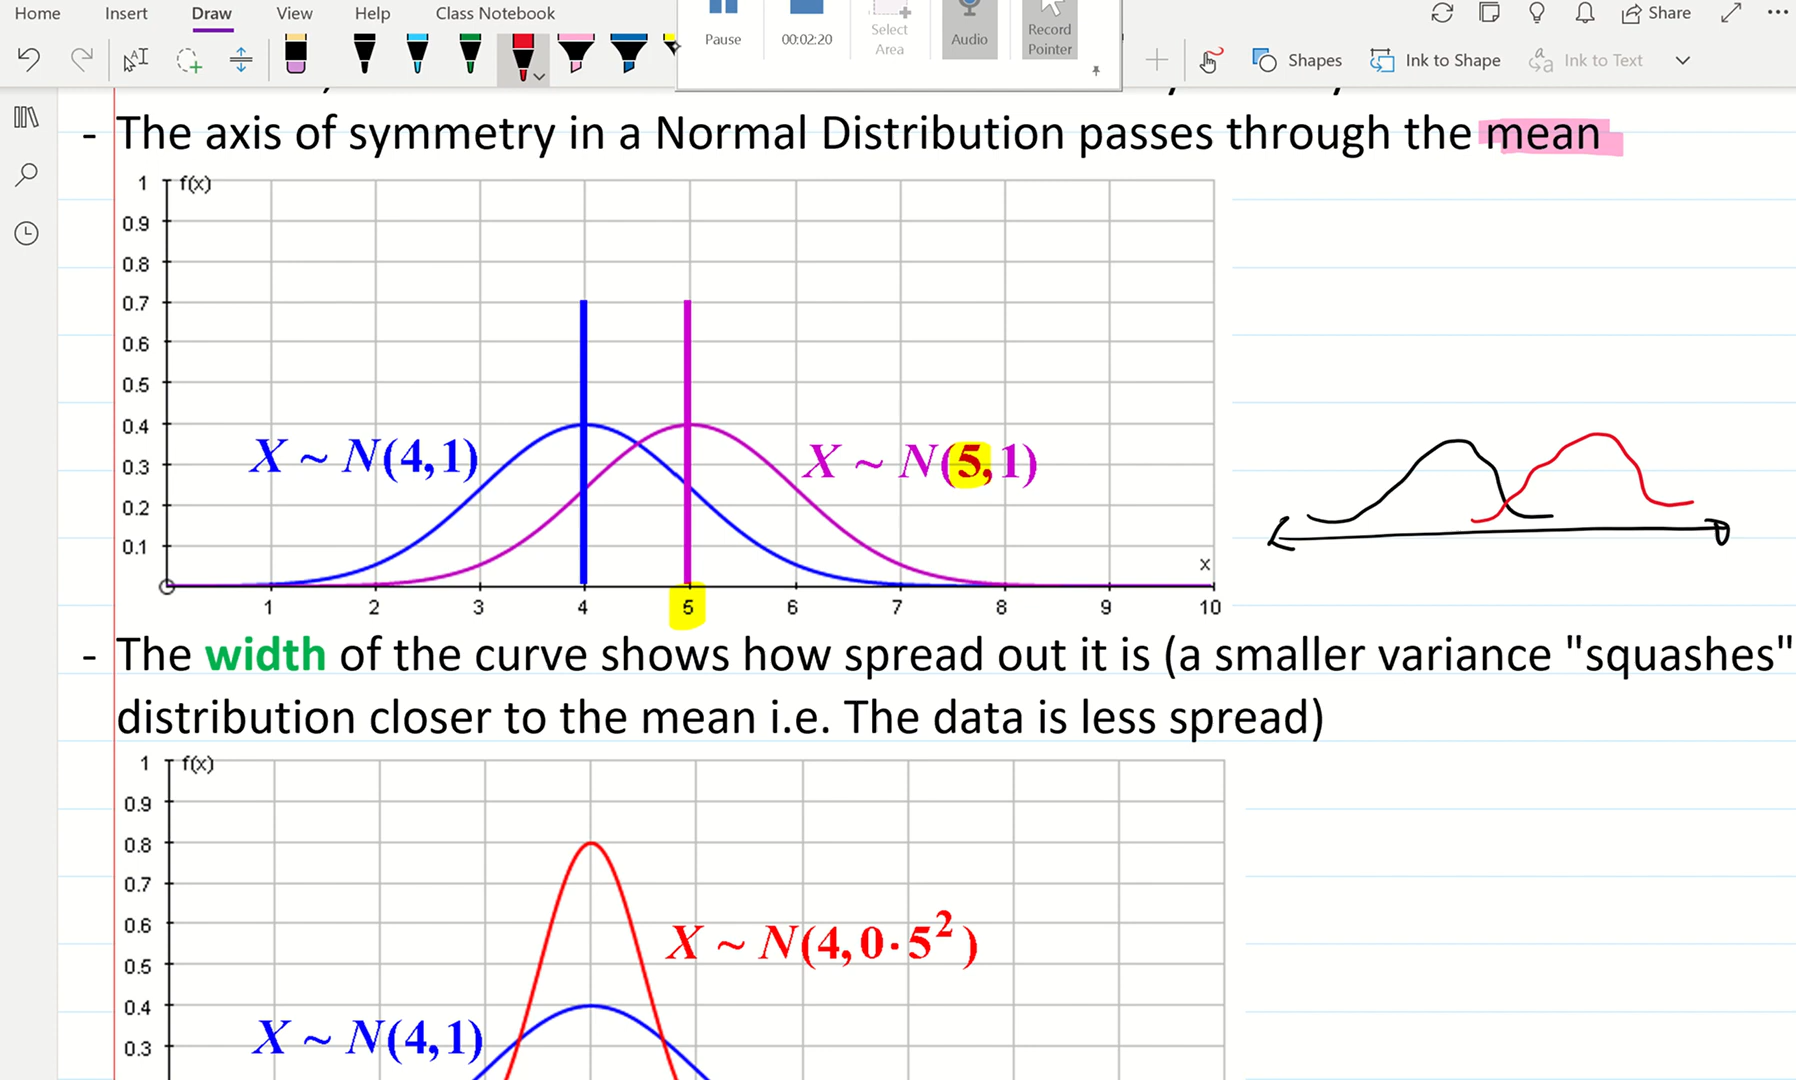 Home Insert Draw View Help Class Notebook
Share
Pause 00:02:20 Select Area Audio Record Pointer
Shapes Ink to Shape Ink to Text
- The axis of symmetry in a Normal Distribution passes through the mean
f(x)
1
0.9
0.8
0.7
0.6
0.5
0.4
X ~ N(4,1) X ~ N(5,1)
0.3
0.2
0.1
x
1 2 3 4 5 6 7 8 9 10
- The width of the curve shows how spread out it is (a smaller variance "squashes"
distribution closer to the mean i.e. The data is less spread)
1 f(x)
0.9
0.8
0.7
0.6
X ~ N(4,0·5²)
0.5
0.4
X ~ N(4,1)
0.3